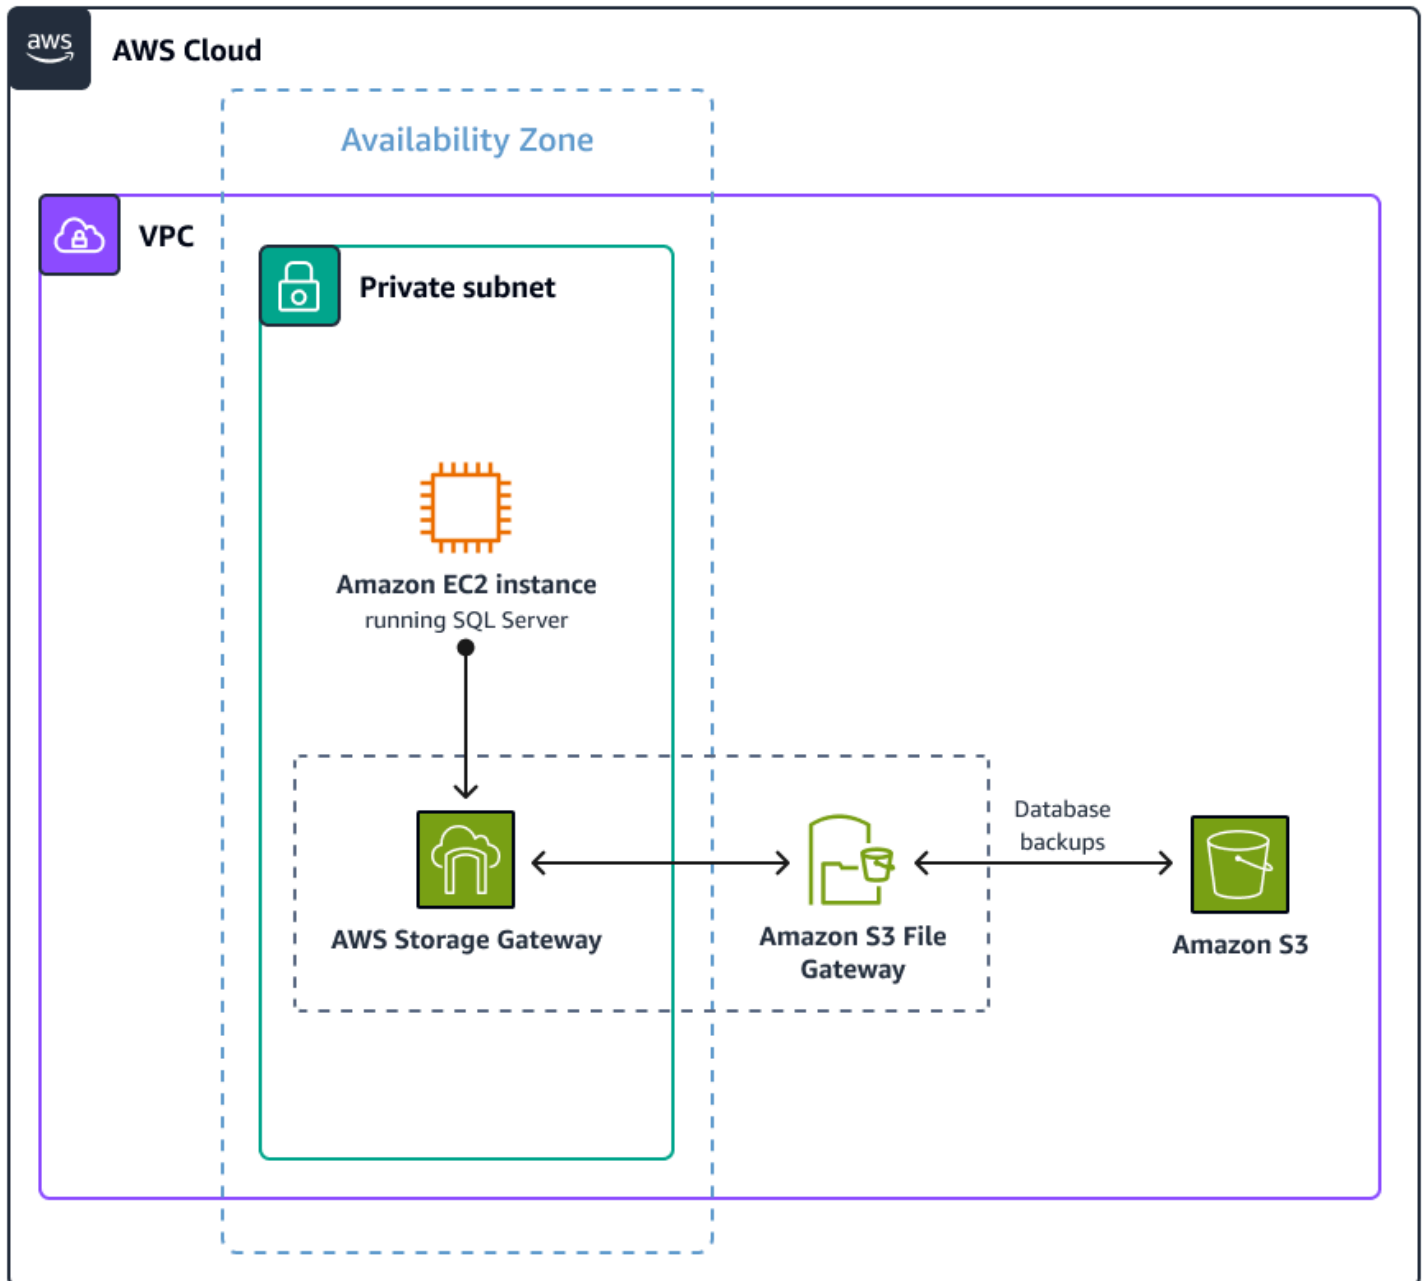 aws
AWS Cloud
Availability Zone
VPC
Private subnet
Amazon EC2 instance
running SQL Server
Database
backups
AWS Storage Gateway
Amazon S3 File
Gateway
Amazon S3